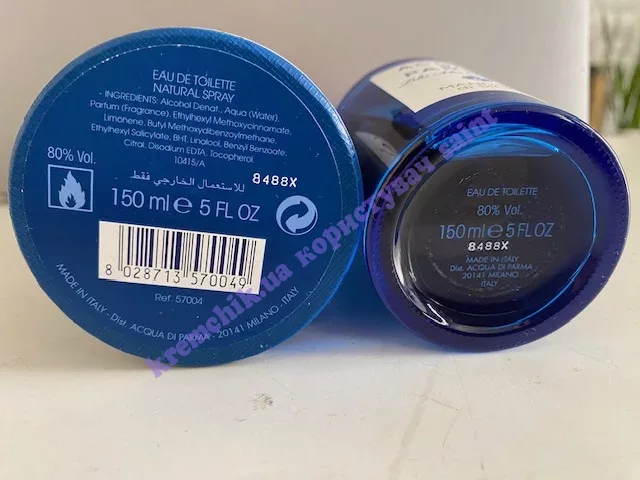 EAU DE TOILETTE
NATURAL SPRAY
- INGREDIENTS: Alcohol Denat., Aqua (Water),
Parfum (Fragrance), Ethylhexyl Methoxycinnamate,
Limonene, Butyl Methoxydibenzoylmethane,
Ethylhexyl Salicylate, BHT, Linalool, Benzyl Benzoate,
Citral, Disodium EDTA, Tocopherol
10415/A
80% Vol.
للاستعمال الخارجي فقط
8488X
150 ml e 5 FL OZ
8 028713 570049
Ref. 57004
MADE IN ITALY - Dist. ACQUA DI PARMA - 20141 MILANO - ITALY
EAU DE TOILETTE
80% Vol.
150 ml e 5 FL OZ
8488X
MADE IN ITALY
Dist. ACQUA DI PARMA
20141 MILANO
ITALY
kremchik.ua користувач saint